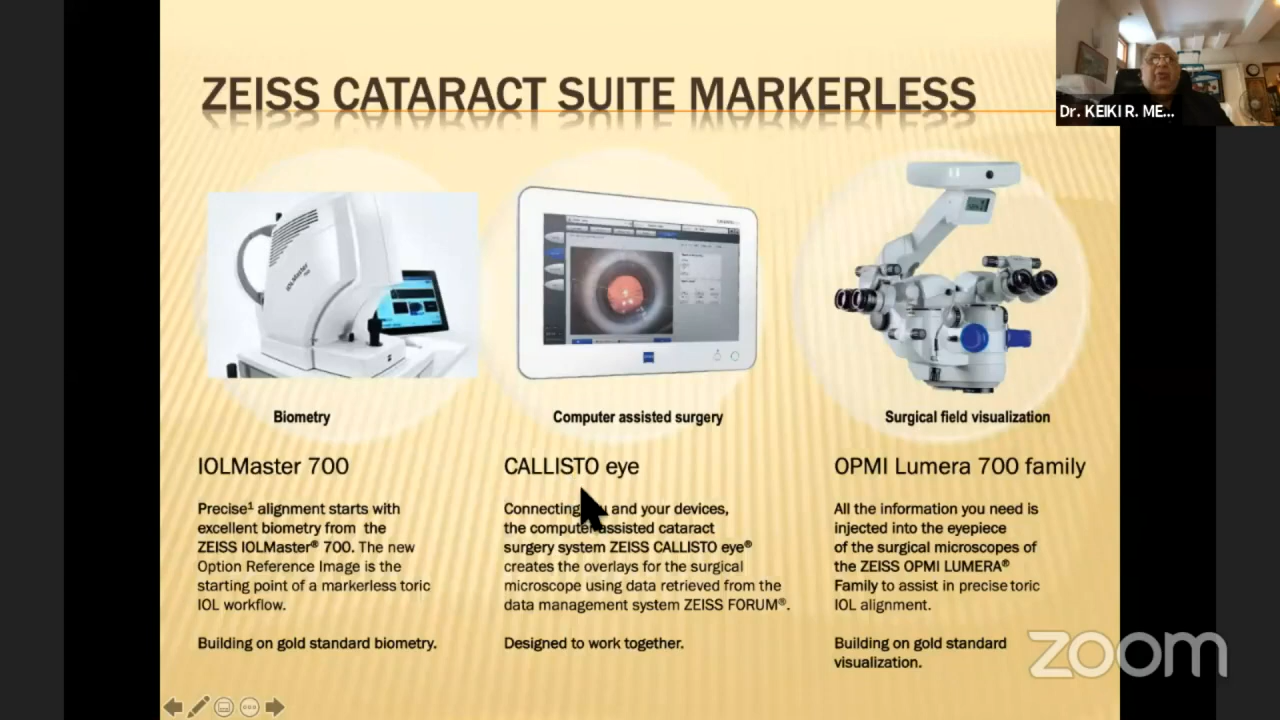 ZEISS CATARACT SUITE MARKERLESS
Dr. KEIKI R. ME...
IOLMaster
700
Biometry
Computer assisted surgery
Surgical field visualization
IOLMaster 700
Precise¹ alignment starts with
excellent biometry from the
ZEISS IOLMaster® 700. The new
Option Reference Image is the
starting point of a markerless toric
IOL workflow.
Building on gold standard biometry.
CALLISTO eye
Connecting and your devices,
the computer assisted cataract
surgery system ZEISS CALLISTO eye®
creates the overlays for the surgical
microscope using data retrieved from the
data management system ZEISS FORUM®.
Designed to work together.
OPMI Lumera 700 family
All the information you need is
injected into the eyepiece
of the surgical microscopes of
the ZEISS OPMI LUMERA®
Family to assist in precise toric
IOL alignment.
Building on gold standard
visualization.
zoom